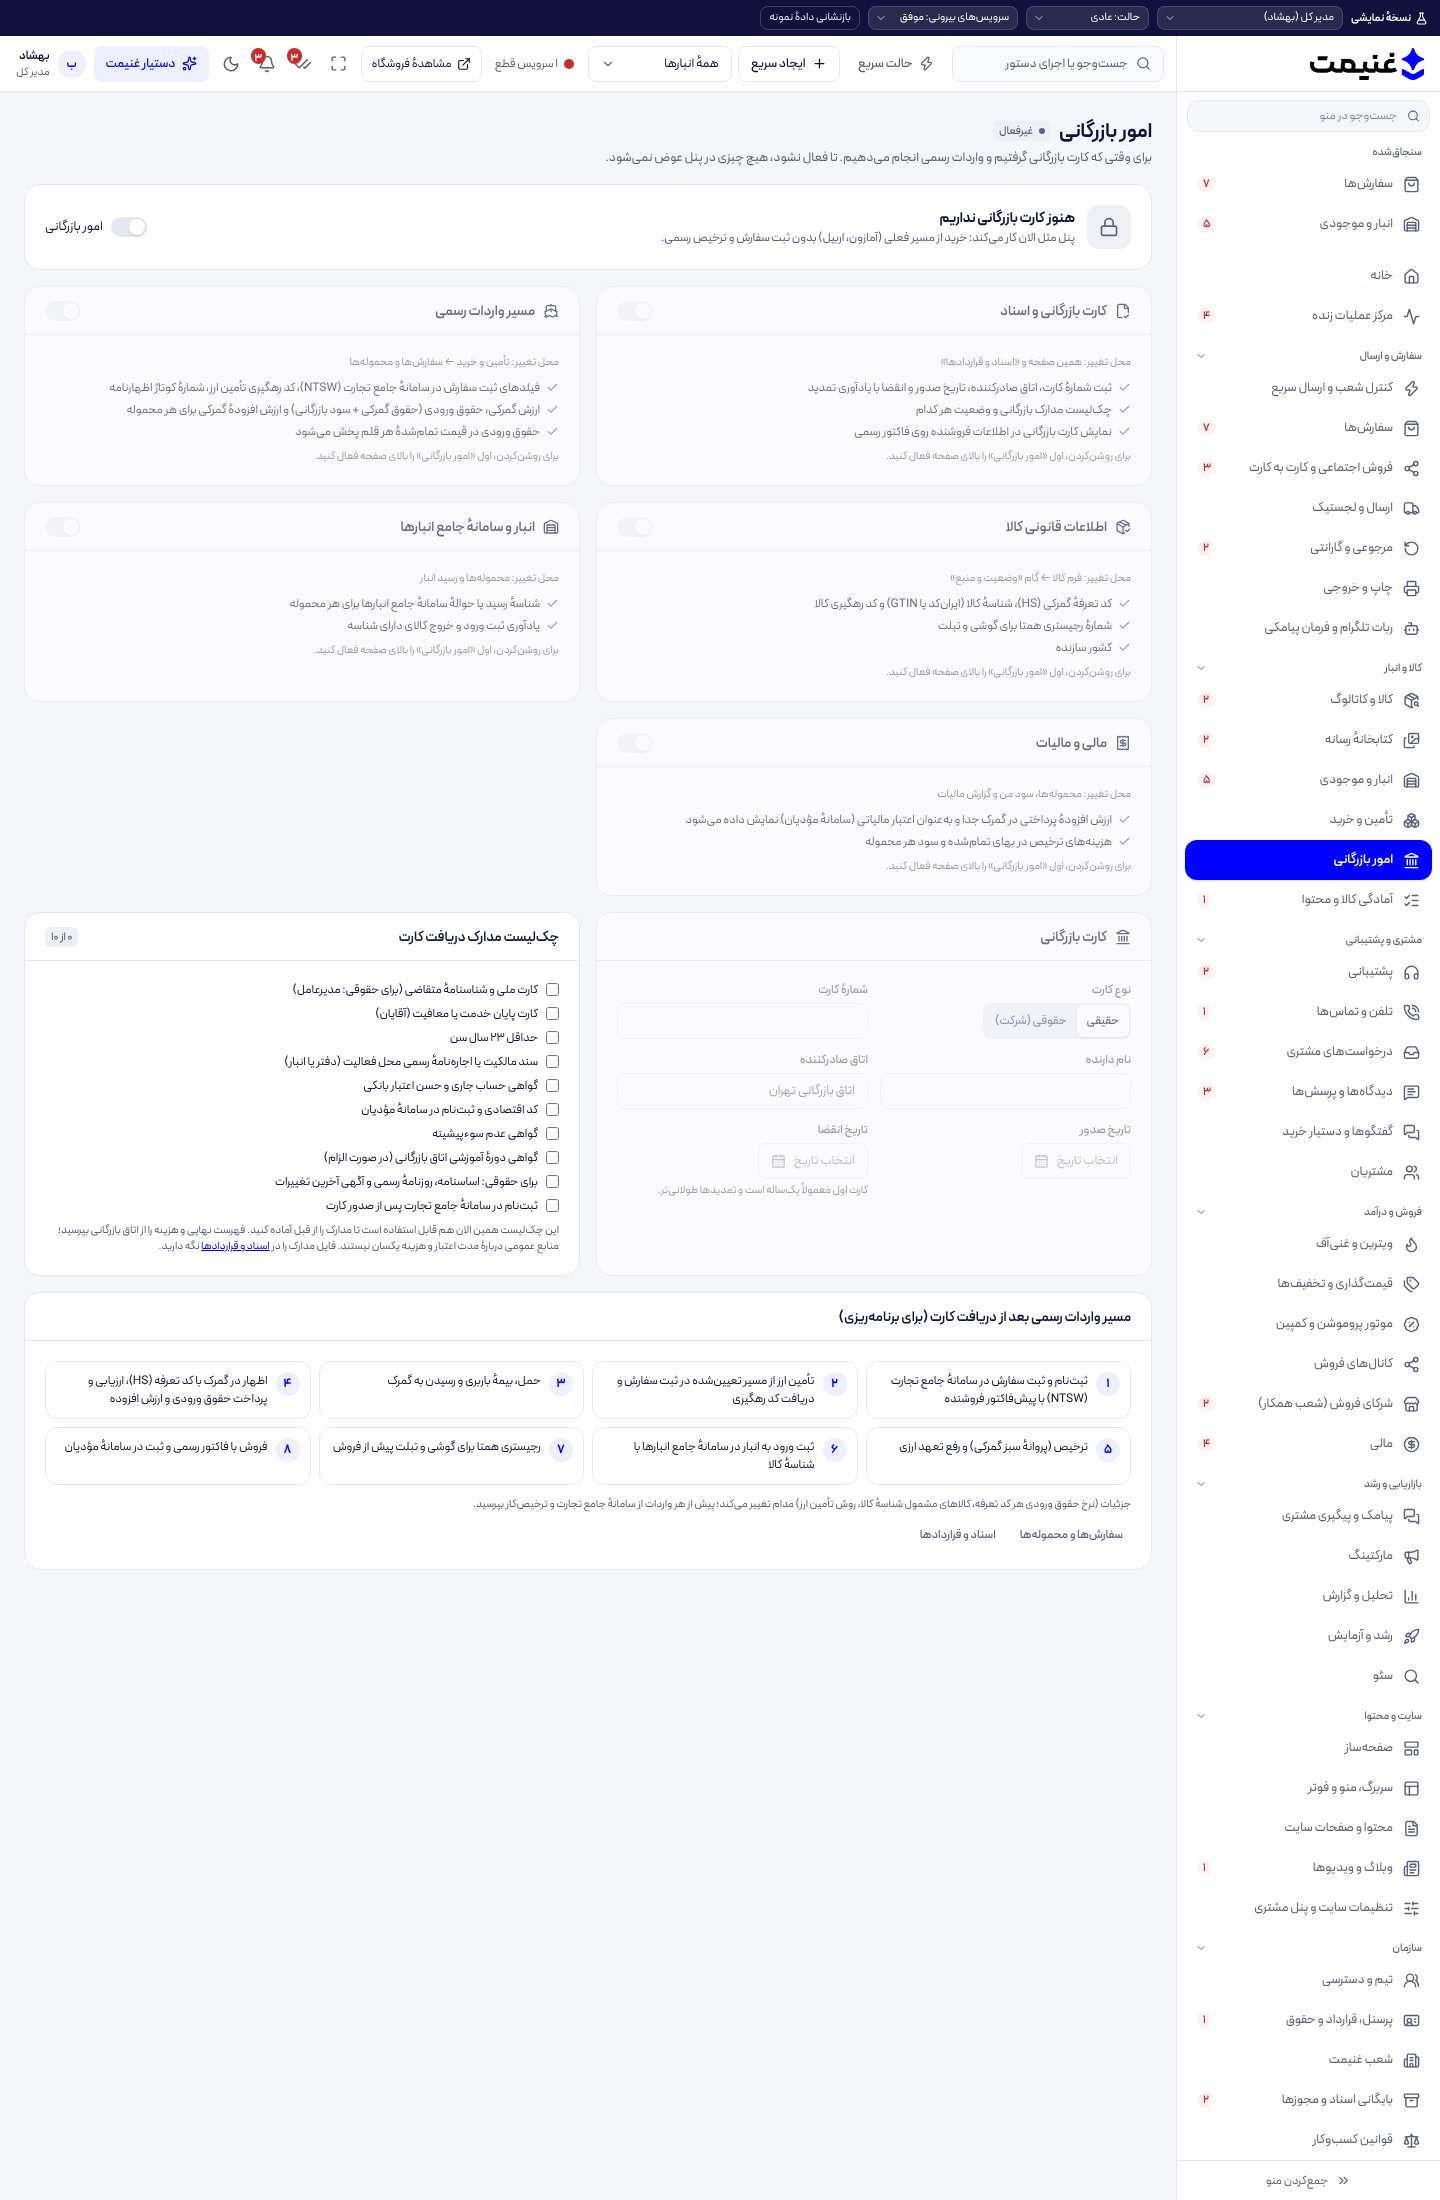 نسخهٔ نمایشی
مدیر کل (بهشاد)
حالت: عادی
سرویس‌های بیرونی: موفق
بازنشانی دادهٔ نمونه
غنیمت
جست‌وجو یا اجرای دستور
حالت سریع
ایجاد سریع
همهٔ انبارها
۱ سرویس قطع
مشاهدهٔ فروشگاه
۳
۳
دستیار غنیمت
ب
بهشاد
مدیر کل
جست‌وجو در منو
سنجاق‌شده
سفارش‌ها ۷
انبار و موجودی ۵
خانه
مرکز عملیات زنده ۴
سفارش و ارسال
کنترل شعب و ارسال سریع
سفارش‌ها ۷
فروش اجتماعی و کارت به کارت ۳
ارسال و لجستیک
مرجوعی و گارانتی ۲
چاپ و خروجی
ربات تلگرام و فرمان پیامکی
کالا و انبار
کالا و کاتالوگ ۲
کتابخانهٔ رسانه ۲
انبار و موجودی ۵
تأمین و خرید
امور بازرگانی
آمادگی کالا و محتوا ۱
مشتری و پشتیبانی
پشتیبانی ۲
تلفن و تماس‌ها ۱
درخواست‌های مشتری ۶
دیدگاه‌ها و پرسش‌ها ۳
گفتگوها و دستیار خرید
مشتریان
فروش و درآمد
ویترین و غنی‌آف
قیمت‌گذاری و تخفیف‌ها
موتور پروموشن و کمپین
کانال‌های فروش
شرکای فروش (شعب همکار) ۲
مالی ۴
بازاریابی و رشد
پیامک و پیگیری مشتری
مارکتینگ
تحلیل و گزارش
رشد و آزمایش
سئو
سایت و محتوا
صفحه‌ساز
سربرگ، منو و فوتر
محتوا و صفحات سایت
وبلاگ و ویدیوها ۱
تنظیمات سایت و پنل مشتری
سازمان
تیم و دسترسی
پرسنل، قرارداد و حقوق ۱
شعب غنیمت
بایگانی اسناد و مجوزها ۲
قوانین کسب‌وکار
جمع‌کردن منو
امور بازرگانی
غیرفعال
برای وقتی که کارت بازرگانی گرفتیم و واردات رسمی انجام می‌دهیم. تا فعال نشود، هیچ چیزی در پنل عوض نمی‌شود.
هنوز کارت بازرگانی نداریم
پنل مثل الان کار می‌کند: خرید از مسیر فعلی (آمازون، اربیل) بدون ثبت سفارش و ترخیص رسمی.
امور بازرگانی
کارت بازرگانی و اسناد
محل تغییر: همین صفحه و «اسناد و قراردادها»
ثبت شمارهٔ کارت، اتاق صادرکننده، تاریخ صدور و انقضا با یادآوری تمدید
چک‌لیست مدارک بازرگانی و وضعیت هر کدام
نمایش کارت بازرگانی در اطلاعات فروشنده روی فاکتور رسمی
برای روشن‌کردن، اول «امور بازرگانی» را بالای صفحه فعال کنید.
مسیر واردات رسمی
محل تغییر: تأمین و خرید ← سفارش‌ها و محموله‌ها
فیلدهای ثبت سفارش در سامانهٔ جامع تجارت (NTSW)، کد رهگیری تأمین ارز، شمارهٔ کوتاژ اظهارنامه
ارزش گمرکی، حقوق ورودی (حقوق گمرکی + سود بازرگانی) و ارزش افزودهٔ گمرکی برای هر محموله
حقوق ورودی در قیمت تمام‌شدهٔ هر قلم پخش می‌شود
برای روشن‌کردن، اول «امور بازرگانی» را بالای صفحه فعال کنید.
اطلاعات قانونی کالا
محل تغییر: فرم کالا ← گام «وضعیت و منبع»
کد تعرفهٔ گمرکی (HS)، شناسهٔ کالا (ایران‌کد یا GTIN) و کد رهگیری کالا
شمارهٔ رجیستری همتا برای گوشی و تبلت
کشور سازنده
برای روشن‌کردن، اول «امور بازرگانی» را بالای صفحه فعال کنید.
انبار و سامانهٔ جامع انبارها
محل تغییر: محموله‌ها و رسید انبار
شناسهٔ رسید یا حوالهٔ سامانهٔ جامع انبارها برای هر محموله
یادآوری ثبت ورود و خروج کالای دارای شناسه
برای روشن‌کردن، اول «امور بازرگانی» را بالای صفحه فعال کنید.
مالی و مالیات
محل تغییر: محموله‌ها، سود من و گزارش مالیات
ارزش افزودهٔ پرداختی در گمرک جدا و به‌عنوان اعتبار مالیاتی (سامانهٔ مؤدیان) نمایش داده می‌شود
هزینه‌های ترخیص در بهای تمام‌شده و سود هر محموله
برای روشن‌کردن، اول «امور بازرگانی» را بالای صفحه فعال کنید.
کارت بازرگانی
نوع کارت
حقیقی
حقوقی (شرکت)
شمارهٔ کارت
نام دارنده
اتاق صادرکننده
اتاق بازرگانی تهران
تاریخ صدور
انتخاب تاریخ
تاریخ انقضا
انتخاب تاریخ
کارت اول معمولاً یک‌ساله است و تمدیدها طولانی‌تر.
چک‌لیست مدارک دریافت کارت
۰ از ۱۰
کارت ملی و شناسنامهٔ متقاضی (برای حقوقی: مدیرعامل)
کارت پایان خدمت یا معافیت (آقایان)
حداقل ۲۳ سال سن
سند مالکیت یا اجاره‌نامهٔ رسمی محل فعالیت (دفتر یا انبار)
گواهی حساب جاری و حسن اعتبار بانکی
کد اقتصادی و ثبت‌نام در سامانهٔ مؤدیان
گواهی عدم سوءپیشینه
گواهی دورهٔ آموزشی اتاق بازرگانی (در صورت الزام)
برای حقوقی: اساسنامه، روزنامهٔ رسمی و آگهی آخرین تغییرات
ثبت‌نام در سامانهٔ جامع تجارت پس از صدور کارت
این چک‌لیست همین الان هم قابل استفاده است تا مدارک را از قبل آماده کنید. فهرست نهایی و هزینه را از اتاق بازرگانی بپرسید؛
منابع عمومی دربارهٔ مدت اعتبار و هزینه یکسان نیستند. فایل مدارک را در اسناد و قراردادها نگه دارید.
مسیر واردات رسمی بعد از دریافت کارت (برای برنامه‌ریزی)
۱
ثبت‌نام و ثبت سفارش در سامانهٔ جامع تجارت
(NTSW) با پیش‌فاکتور فروشنده
۲
تأمین ارز از مسیر تعیین‌شده در ثبت سفارش و
دریافت کد رهگیری
۳
حمل، بیمهٔ باربری و رسیدن به گمرک
۴
اظهار در گمرک با کد تعرفه (HS)، ارزیابی و
پرداخت حقوق ورودی و ارزش افزوده
۵
ترخیص (پروانهٔ سبز گمرکی) و رفع تعهد ارزی
۶
ثبت ورود به انبار در سامانهٔ جامع انبارها با
شناسهٔ کالا
۷
رجیستری همتا برای گوشی و تبلت پیش از فروش
۸
فروش با فاکتور رسمی و ثبت در سامانهٔ مؤدیان
جزئیات (نرخ حقوق ورودی هر کد تعرفه، کالاهای مشمول شناسهٔ کالا، روش تأمین ارز) مدام تغییر می‌کند؛ پیش از هر واردات از سامانهٔ جامع تجارت و ترخیص‌کار بپرسید.
سفارش‌ها و محموله‌ها
اسناد و قراردادها